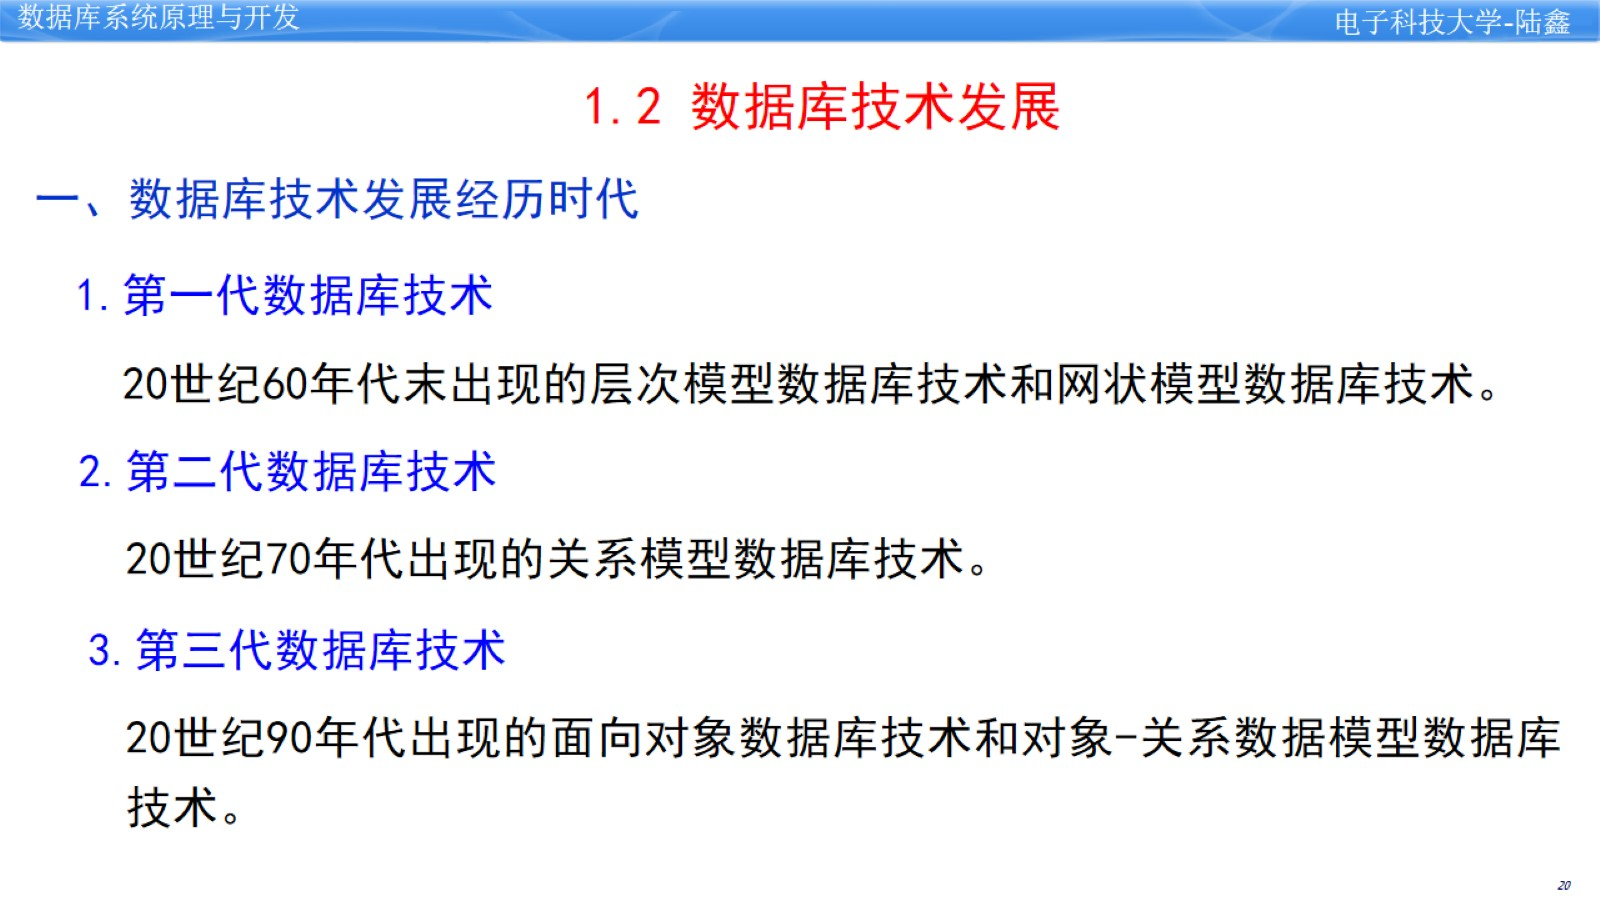 数据库系统原理与开发
电子科技大学-陆鑫
1.2 数据库技术发展
一、数据库技术发展经历时代
1.第一代数据库技术
20世纪60年代末出现的层次模型数据库技术和网状模型数据库技术。
2.第二代数据库技术
20世纪70年代出现的关系模型数据库技术。
3.第三代数据库技术
20世纪90年代出现的面向对象数据库技术和对象-关系数据模型数据库
技术。
20